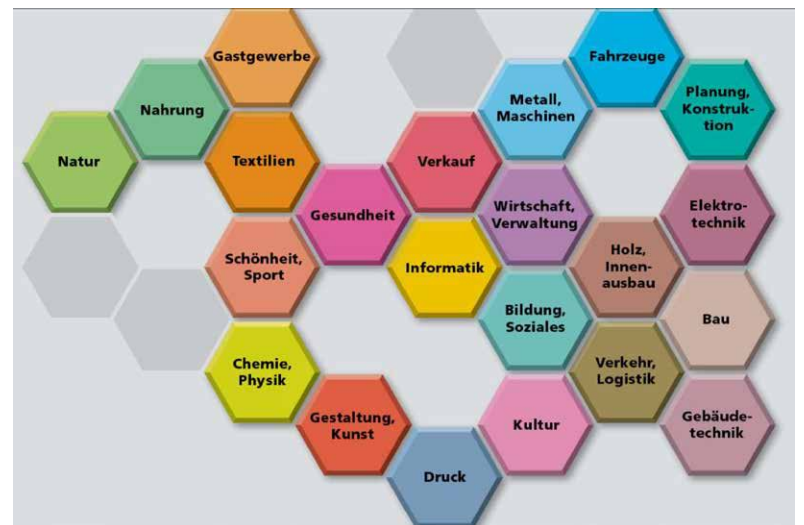 Gastgewerbe
Fahrzeuge
Nahrung
Metall,
Maschinen
Planung,
Konstruk-
tion
Natur
Textilien
Verkauf
Gesundheit
Wirtschaft,
Verwaltung
Elektro-
technik
Schönheit,
Sport
Informatik
Holz,
Innen-
ausbau
Bildung,
Soziales
Bau
Chemie,
Physik
Verkehr,
Logistik
Gestaltung,
Kunst
Kultur
Gebäude-
technik
Druck